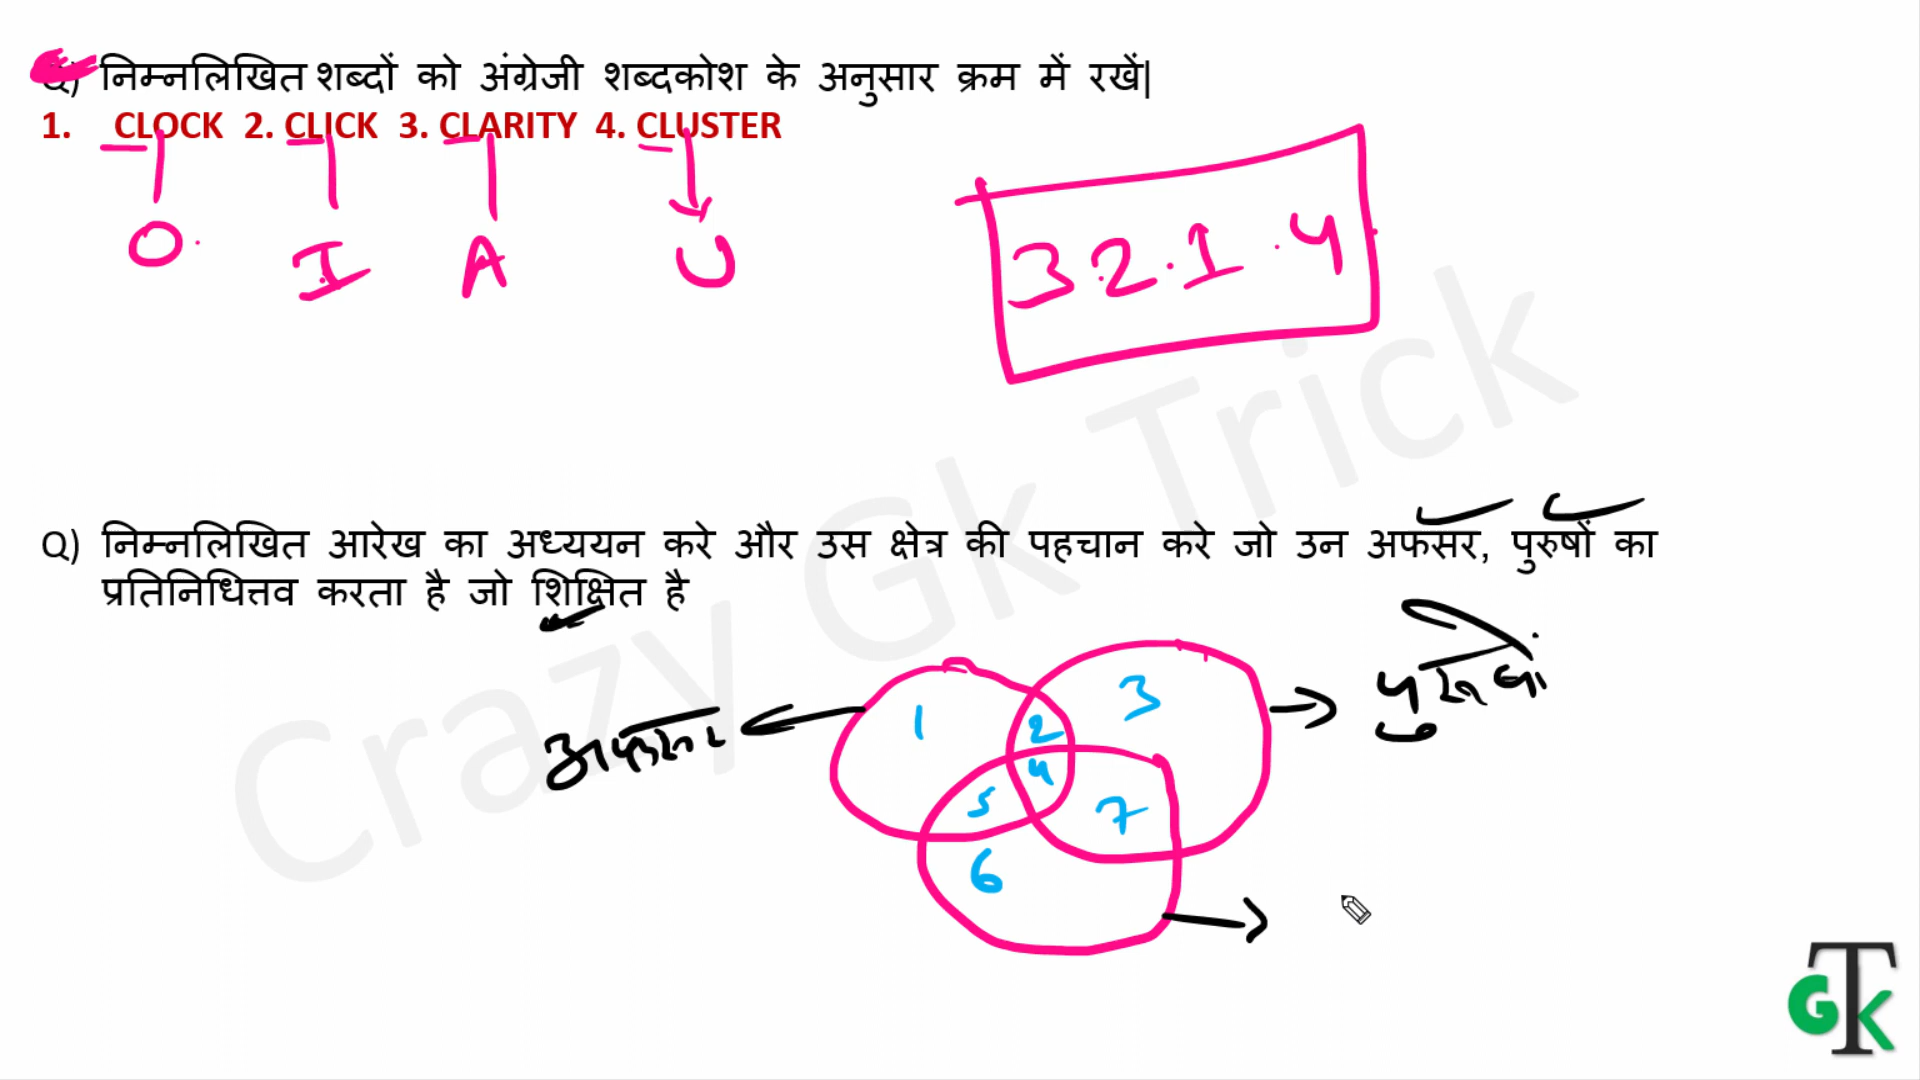 Q) निम्नलिखित शब्दों को अंग्रेजी शब्दकोश के अनुसार क्रम में रखें|
1. CLOCK 2. CLICK 3. CLARITY 4. CLUSTER
O I A U
3.2.1.4
Q) निम्नलिखित आरेख का अध्ययन करे और उस क्षेत्र की पहचान करे जो उन अफसर, पुरुषों का
प्रतिनिधित्तव करता है जो शिक्षित है
अफसर
1 2 3
पुरुषों
4
5 7
6
Crazy Gk Trick
GTK